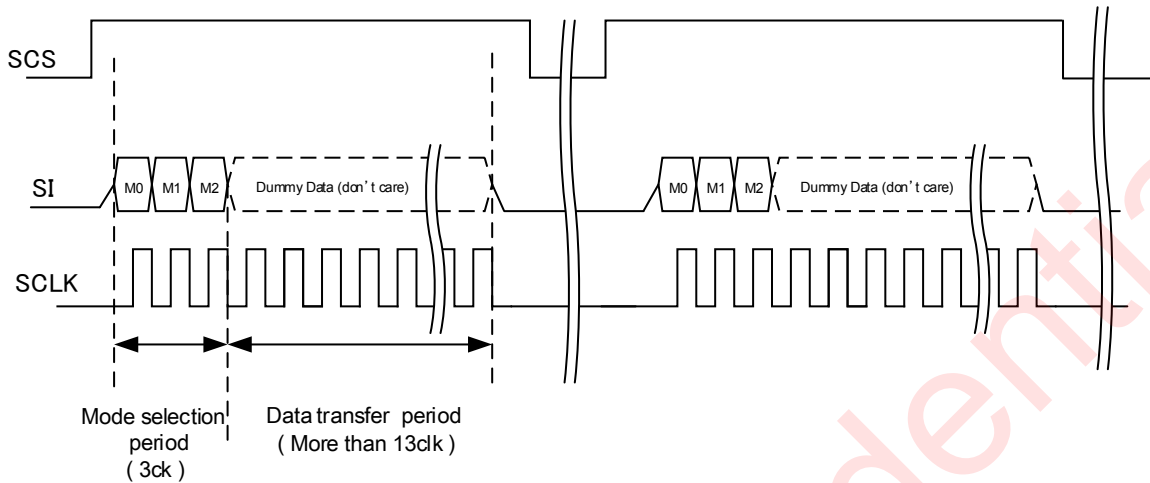 SCS
SI
M0 M1 M2 Dummy Data (don't care)
M0 M1 M2 Dummy Data (don't care)
SCLK
Mode selection
period
( 3ck )
Data transfer period
( More than 13clk )